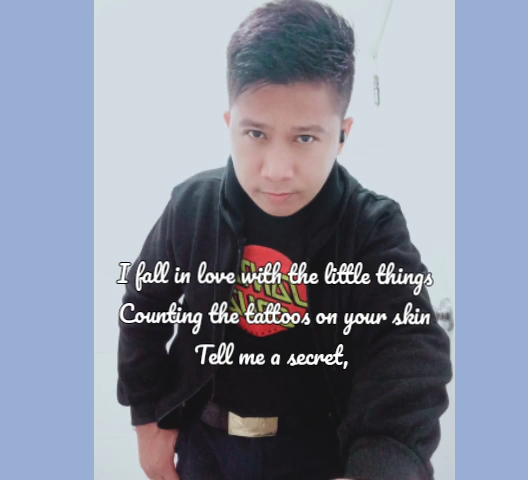 I fall in love with the little things
Counting the tattoos on your skin
Tell me a secret,